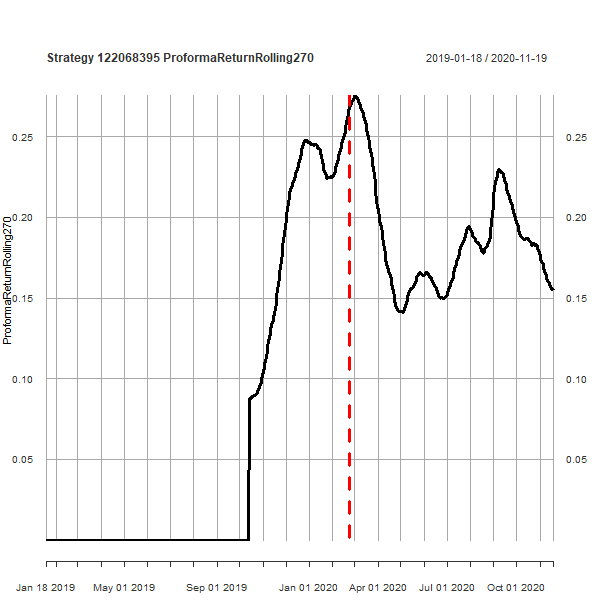 Strategy 122068395 ProformaReturnRolling270
2019-01-18 / 2020-11-19
0.25
0.20
0.15
0.10
0.05
ProformaReturnRolling270
0.25
0.20
0.15
0.10
0.05
Jan 18 2019
May 01 2019
Sep 01 2019
Jan 01 2020
Apr 01 2020
Jul 01 2020
Oct 01 2020